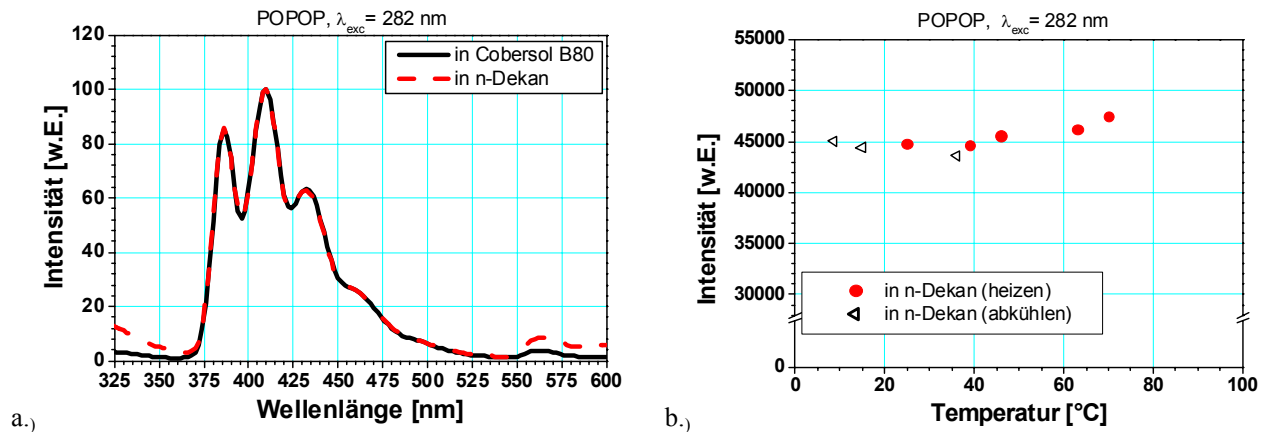 POPOP, λexc= 282 nm
120
100
80
60
40
20
0
Intensität [w.E.]
in Cobersol B80
in n-Dekan
325 350 375 400 425 450 475 500 525 550 575 600
Wellenlänge [nm]
a.)
POPOP, λexc= 282 nm
55000
50000
45000
40000
35000
30000
0
Intensität [w.E.]
in n-Dekan (heizen)
in n-Dekan (abkühlen)
0 20 40 60 80 100
Temperatur [°C]
b.)